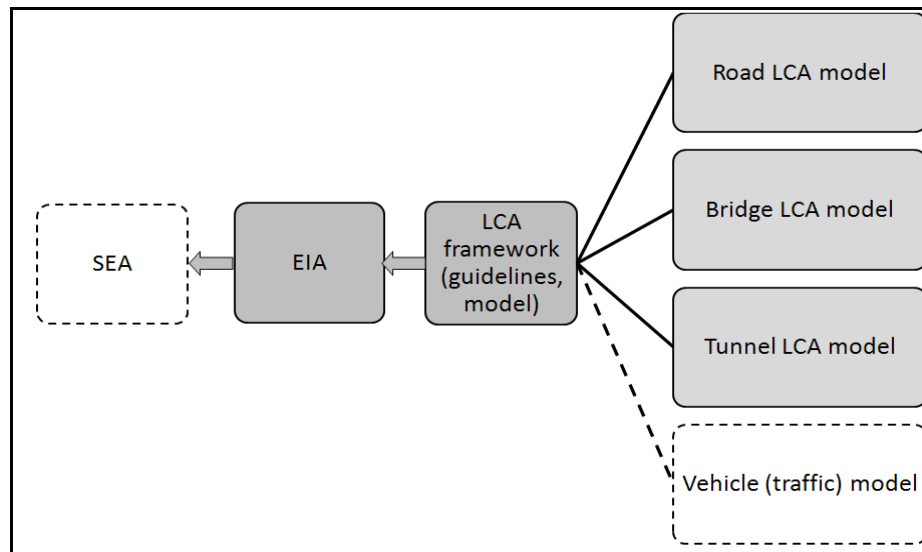 Road LCA model
Bridge LCA model
SEA
EIA
LCA
framework
(guidelines,
model)
Tunnel LCA model
Vehicle (traffic) model